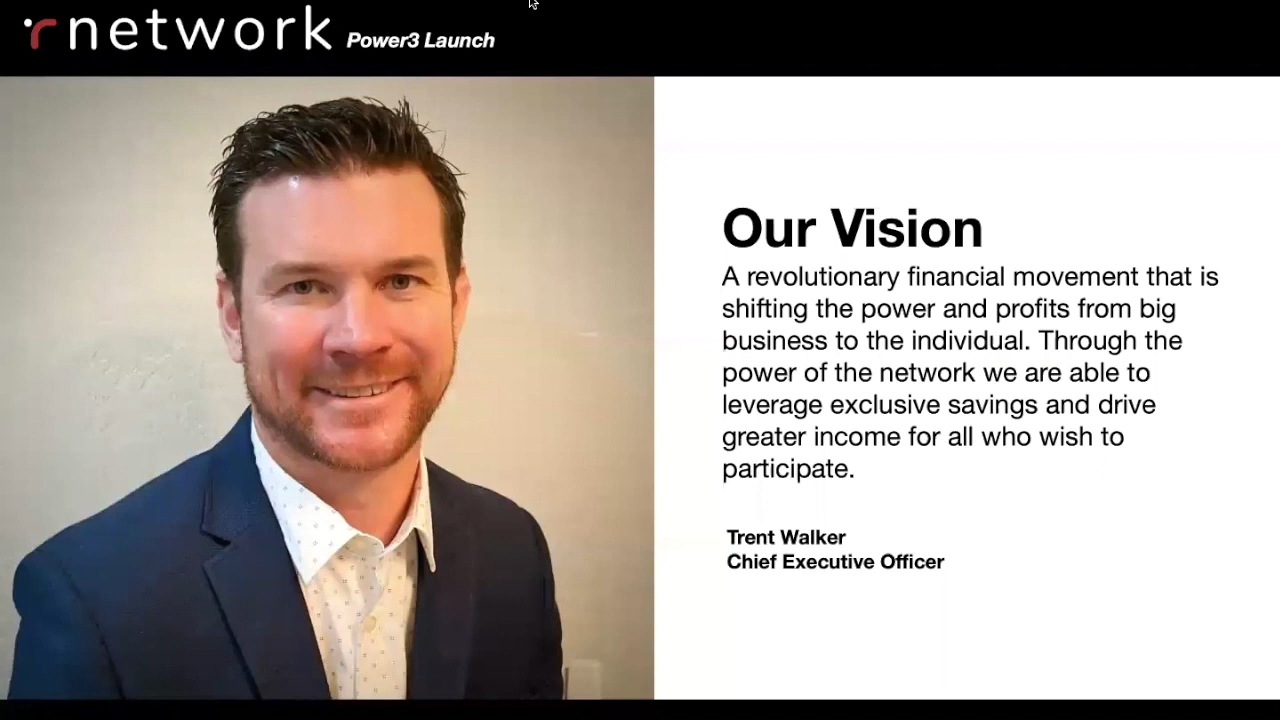 rnetwork Power3 Launch
Our Vision
A revolutionary financial movement that is
shifting the power and profits from big
business to the individual. Through the
power of the network we are able to
leverage exclusive savings and drive
greater income for all who wish to
participate.
Trent Walker
Chief Executive Officer